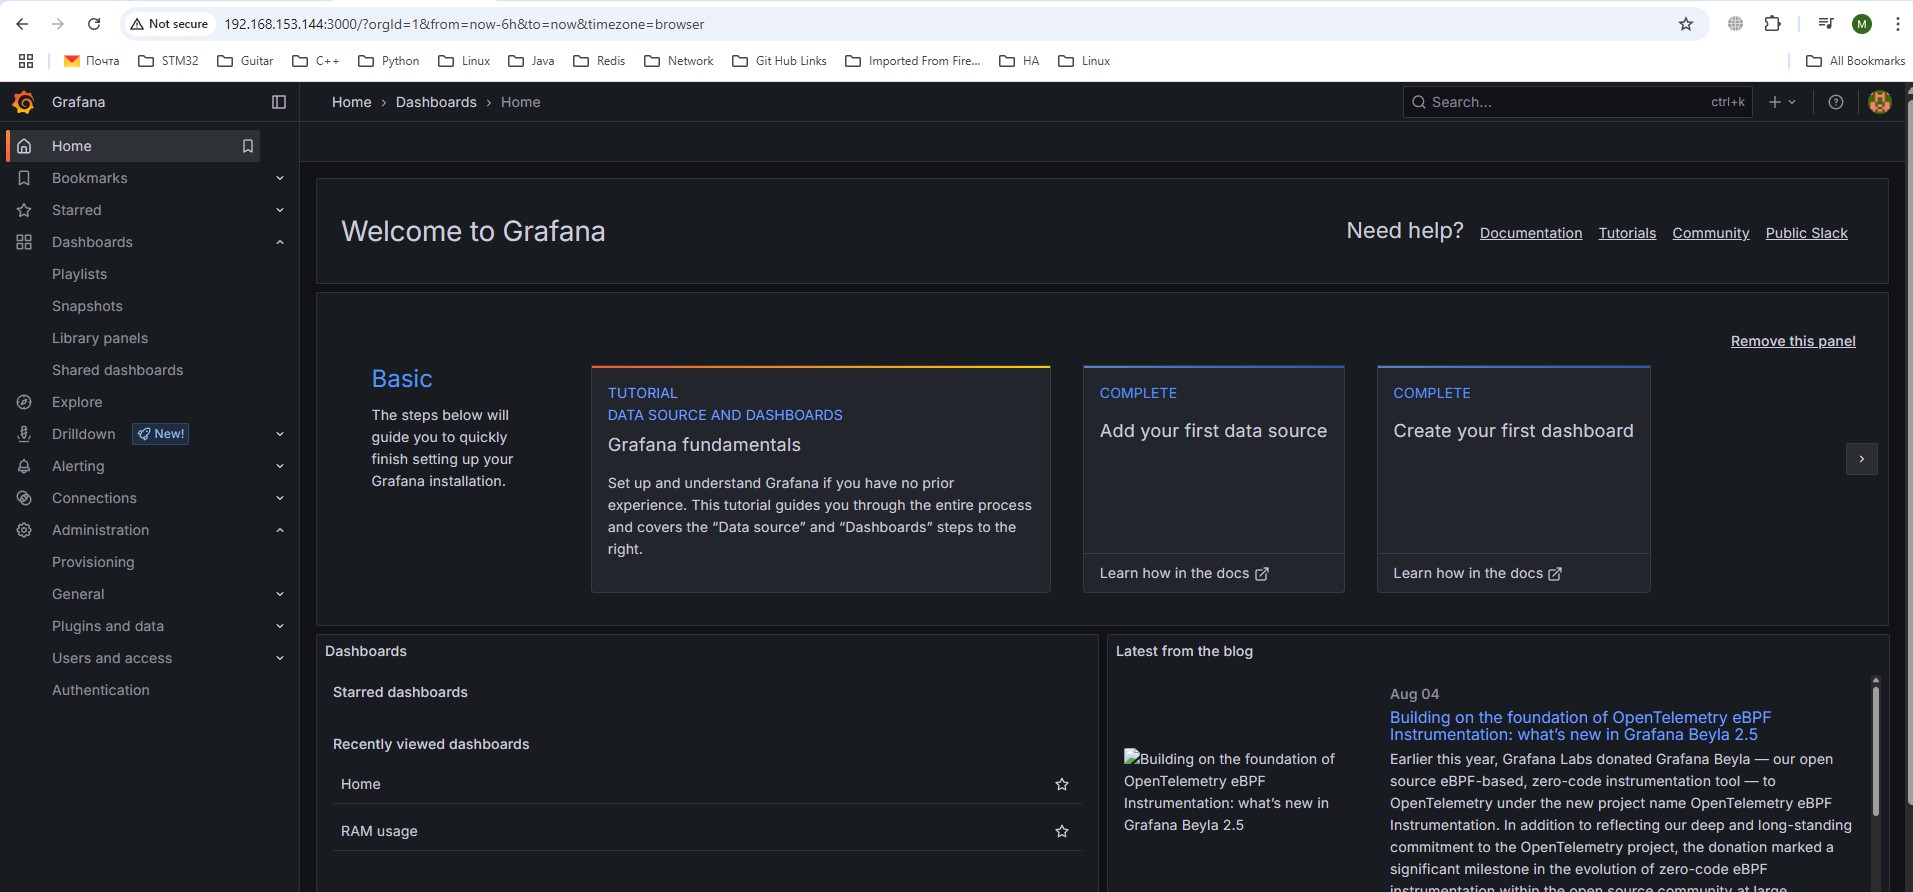 Not secure
192.168.153.144:3000/?orgId=1&from=now-6h&to=now&timezone=browser
M
Почта
STM32
Guitar
C++
Python
Linux
Java
Redis
Network
Git Hub Links
Imported From Fire...
HA
Linux
All Bookmarks
Grafana
Home › Dashboards › Home
Search...
ctrl+k
Home
Bookmarks
Starred
Dashboards
Playlists
Snapshots
Library panels
Shared dashboards
Explore
Drilldown
New!
Alerting
Connections
Administration
Provisioning
General
Plugins and data
Users and access
Authentication
Welcome to Grafana
Need help?
Documentation
Tutorials
Community
Public Slack
Remove this panel
Basic
The steps below will
guide you to quickly
finish setting up your
Grafana installation.
TUTORIAL
DATA SOURCE AND DASHBOARDS
Grafana fundamentals
Set up and understand Grafana if you have no prior
experience. This tutorial guides you through the entire process
and covers the “Data source” and “Dashboards” steps to the
right.
COMPLETE
Add your first data source
Learn how in the docs
COMPLETE
Create your first dashboard
Learn how in the docs
Dashboards
Starred dashboards
Recently viewed dashboards
Home
RAM usage
Latest from the blog
Building on the foundation of
OpenTelemetry eBPF
Instrumentation: what’s new in
Grafana Beyla 2.5
Aug 04
Building on the foundation of OpenTelemetry eBPF
Instrumentation: what’s new in Grafana Beyla 2.5
Earlier this year, Grafana Labs donated Grafana Beyla — our open
source eBPF-based, zero-code instrumentation tool — to
OpenTelemetry under the new project name OpenTelemetry eBPF
Instrumentation. In addition to reflecting our deep and long-standing
commitment to the OpenTelemetry project, the donation marked a
significant milestone in the evolution of zero-code eBPF
instrumentation within the open source community at large.